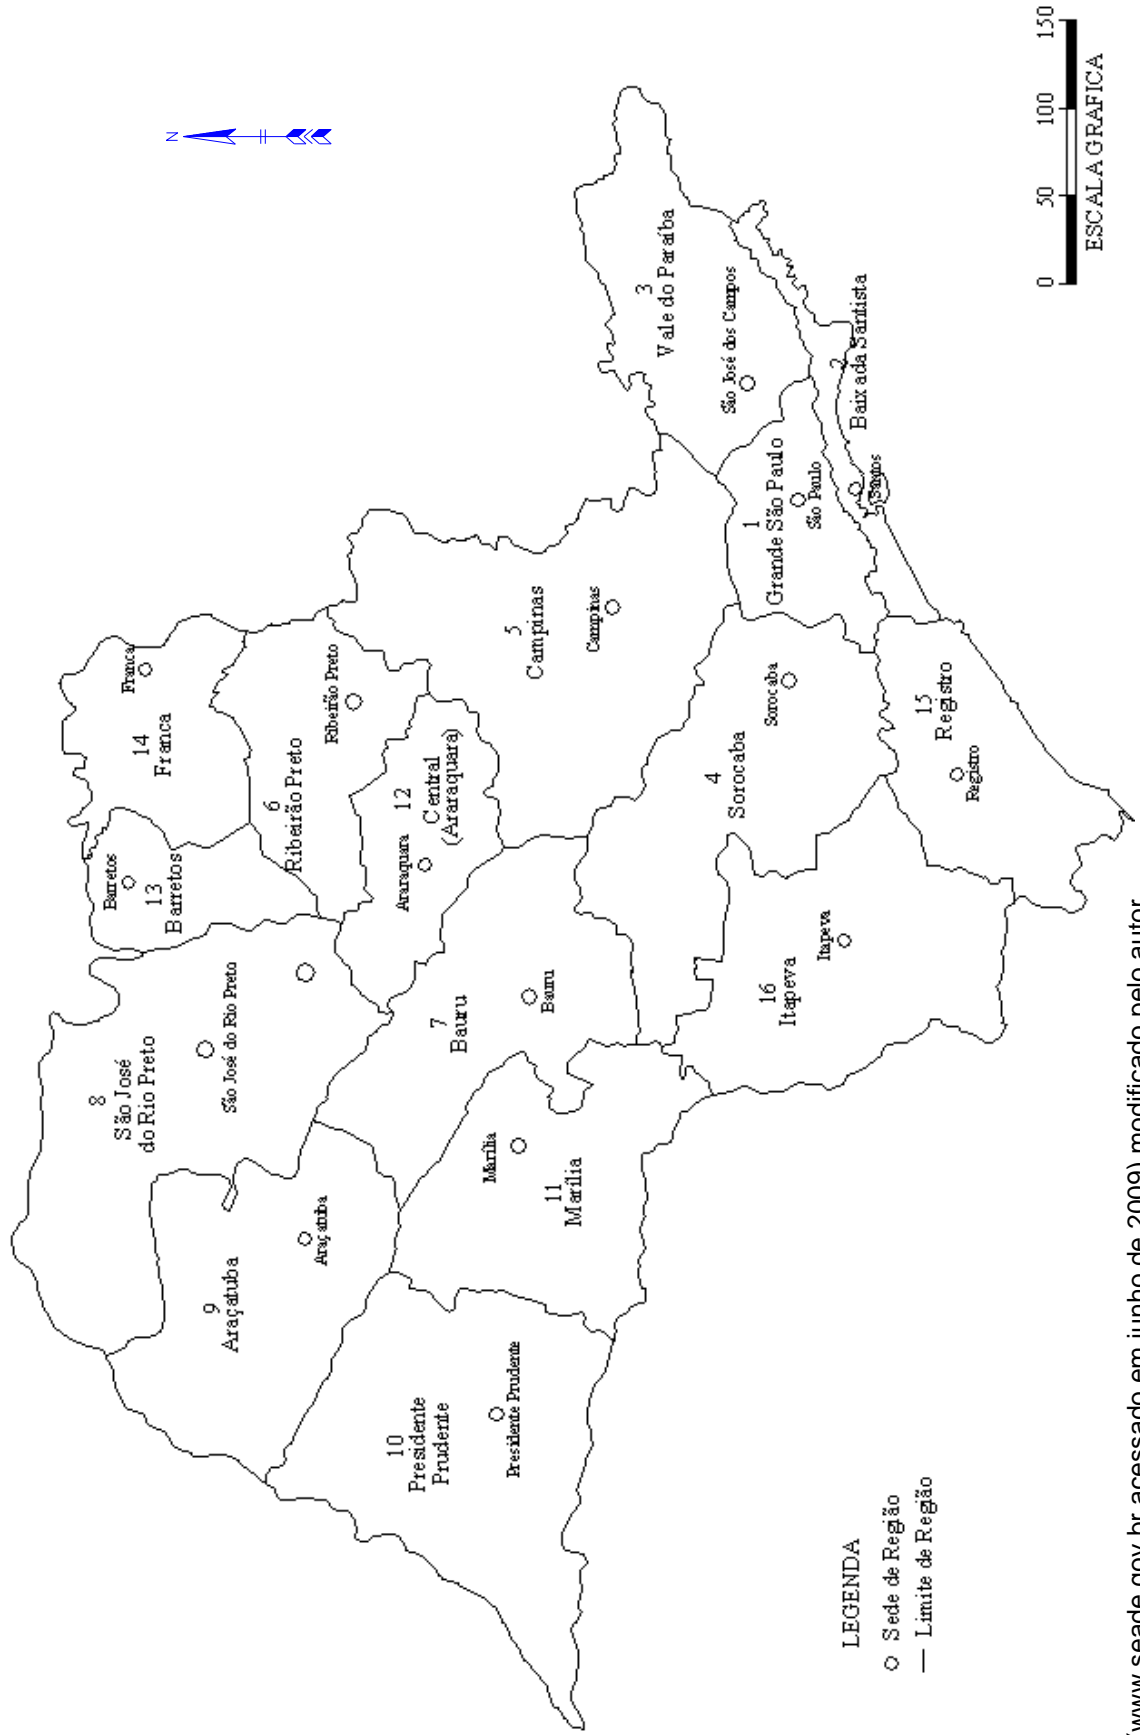 N
8
São José
do Rio Preto
São José do Rio Preto
13
Barretos
Barretos
14
Franca
Franca
9
Araçatuba
Araçatuba
6
Ribeirão Preto
Ribeirão Preto
12
Central
(Araraquara)
Araraquara
10
Presidente
Prudente
Presidente Prudente
11
Marília
Marília
7
Bauru
Bauru
5
Campinas
Campinas
3
Vale do Paraíba
São José dos Campos
16
Itapeva
Itapeva
4
Sorocaba
Sorocaba
1
Grande São Paulo
São Paulo
2
Baixada Santista
Santos
15
Registro
Registro
LEGENDA
Sede de Região
Limite de Região
0 50 100 150
ESCALA GRAFICA
(www.seade.gov.br acessado em junho de 2009) modificado pelo autor